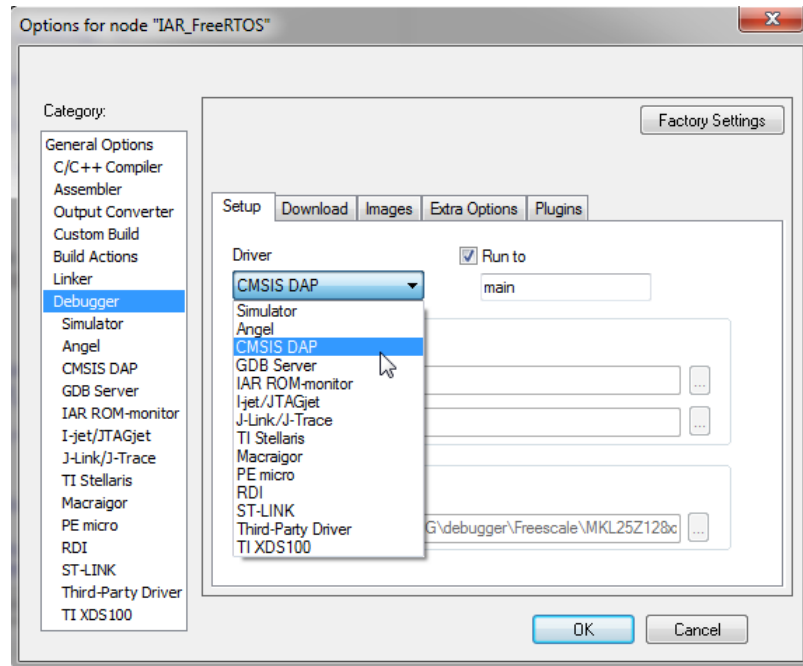 Options for node "IAR_FreeRTOS"
Category:
General Options
C/C++ Compiler
Assembler
Output Converter
Custom Build
Build Actions
Linker
Debugger
Simulator
Angel
CMSIS DAP
GDB Server
IAR ROM-monitor
I-jet/JTAGjet
J-Link/J-Trace
TI Stellaris
Macraigor
PE micro
RDI
ST-LINK
Third-Party Driver
TI XDS100
Factory Settings
Setup Download Images Extra Options Plugins
Driver
Run to
CMSIS DAP
main
Simulator
Angel
CMSIS DAP
GDB Server
IAR ROM-monitor
I-jet/JTAGjet
J-Link/J-Trace
TI Stellaris
Macraigor
PE micro
RDI
ST-LINK
Third-Party Driver
TI XDS100
...
...
G\debugger\Freescale\MKL25Z128x ...
OK Cancel